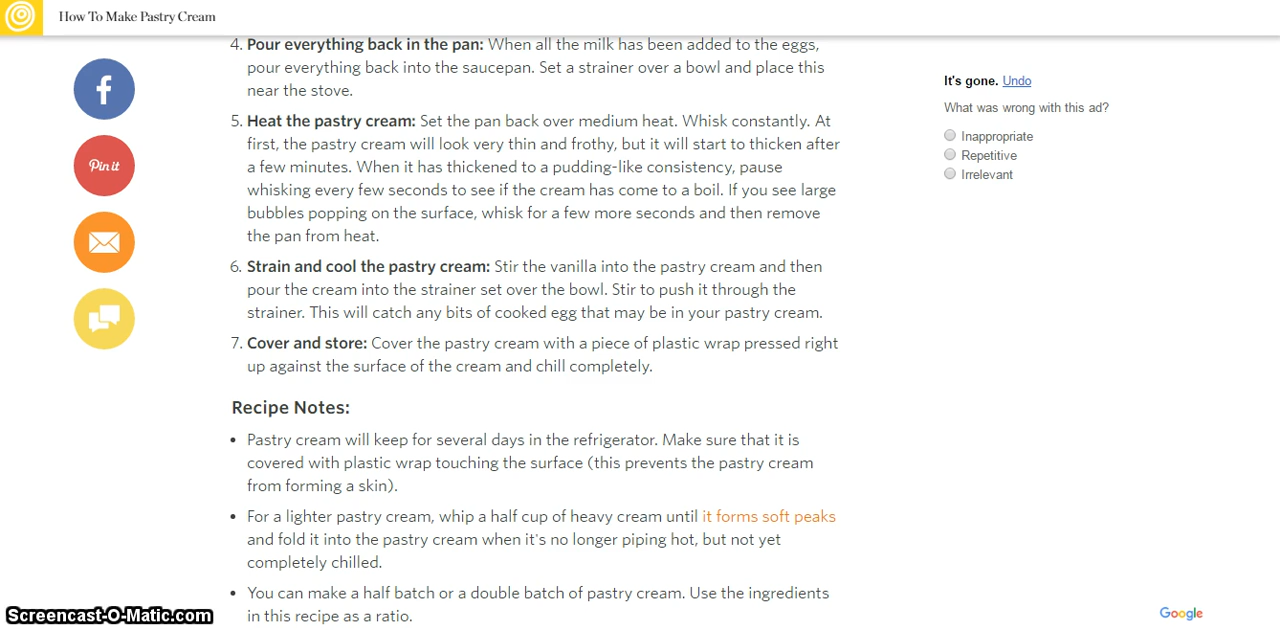 How To Make Pastry Cream
4. Pour everything back in the pan: When all the milk has been added to the eggs,
pour everything back into the saucepan. Set a strainer over a bowl and place this
near the stove.
5. Heat the pastry cream: Set the pan back over medium heat. Whisk constantly. At
first, the pastry cream will look very thin and frothy, but it will start to thicken after
a few minutes. When it has thickened to a pudding-like consistency, pause
whisking every few seconds to see if the cream has come to a boil. If you see large
bubbles popping on the surface, whisk for a few more seconds and then remove
the pan from heat.
6. Strain and cool the pastry cream: Stir the vanilla into the pastry cream and then
pour the cream into the strainer set over the bowl. Stir to push it through the
strainer. This will catch any bits of cooked egg that may be in your pastry cream.
7. Cover and store: Cover the pastry cream with a piece of plastic wrap pressed right
up against the surface of the cream and chill completely.
Recipe Notes:
• Pastry cream will keep for several days in the refrigerator. Make sure that it is
covered with plastic wrap touching the surface (this prevents the pastry cream
from forming a skin).
• For a lighter pastry cream, whip a half cup of heavy cream until it forms soft peaks
and fold it into the pastry cream when it's no longer piping hot, but not yet
completely chilled.
• You can make a half batch or a double batch of pastry cream. Use the ingredients
in this recipe as a ratio.
f
Pin it
It's gone. Undo
What was wrong with this ad?
Inappropriate
Repetitive
Irrelevant
Google
Screencast-O-Matic.com